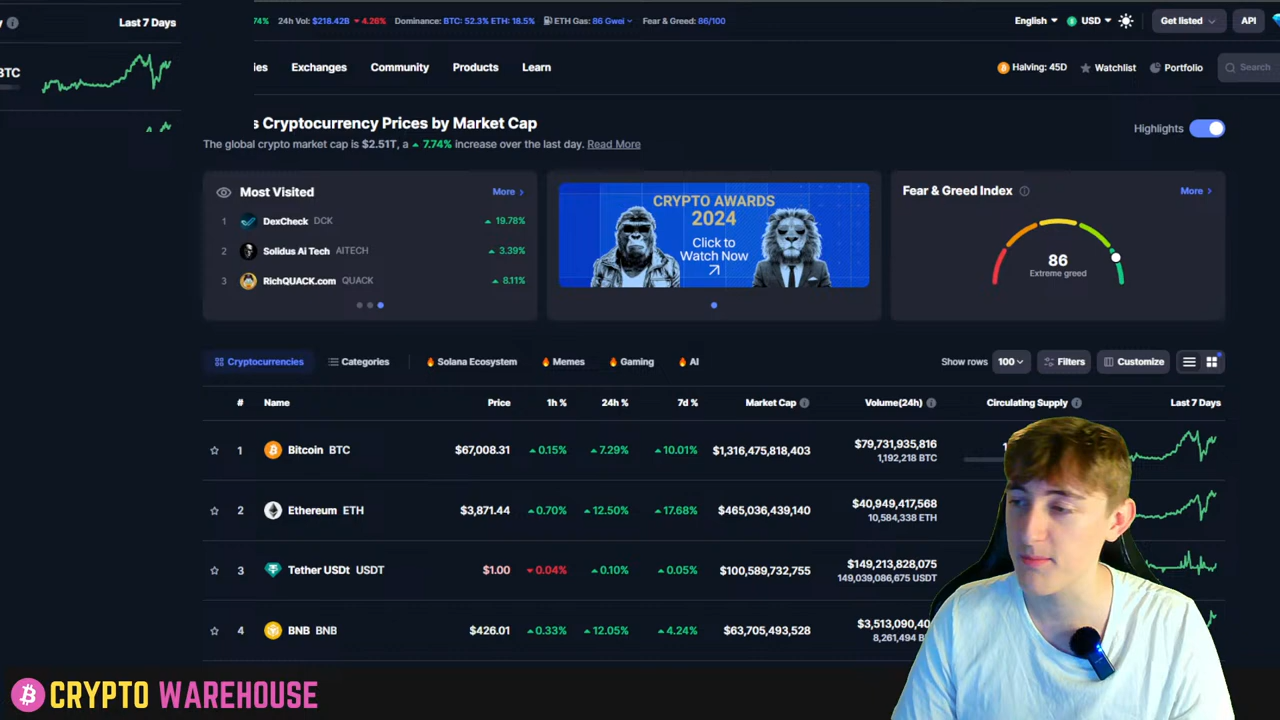 Last 7 Days
BTC
74% 24h Vol: $218.42B 4.26% Dominance: BTC: 52.3% ETH: 18.5% ETH Gas: 86 Gwei Fear & Greed: 86/100
English USD Get listed API
ies Exchanges Community Products Learn
Halving: 45D Watchlist Portfolio Search
s Cryptocurrency Prices by Market Cap
Highlights
The global crypto market cap is $2.51T, a 7.74% increase over the last day. Read More
Most Visited More >
1 DexCheck DCK 19.78%
2 Solidus Ai Tech AITECH 3.39%
3 RichQUACK.com QUACK 8.11%
CRYPTO AWARDS
2024
Click to
Watch Now
Fear & Greed Index More >
86
Extreme greed
Cryptocurrencies Categories Solana Ecosystem Memes Gaming AI
Show rows 100 Filters Customize
# Name Price 1h % 24h % 7d % Market Cap Volume(24h) Circulating Supply Last 7 Days
1 Bitcoin BTC $67,008.31 0.15% 7.29% 10.01% $1,316,475,818,403 $79,731,935,816
1,192,218 BTC
2 Ethereum ETH $3,871.44 0.70% 12.50% 17.68% $465,036,439,140 $40,949,417,568
10,584,338 ETH
3 Tether USDt USDT $1.00 0.04% 0.10% 0.05% $100,589,732,755 $149,213,828,075
149,039,086,675 USDT
4 BNB BNB $426.01 0.33% 12.05% 4.24% $63,705,493,528 $3,513,090,40
8,261,494 B
CRYPTO WAREHOUSE